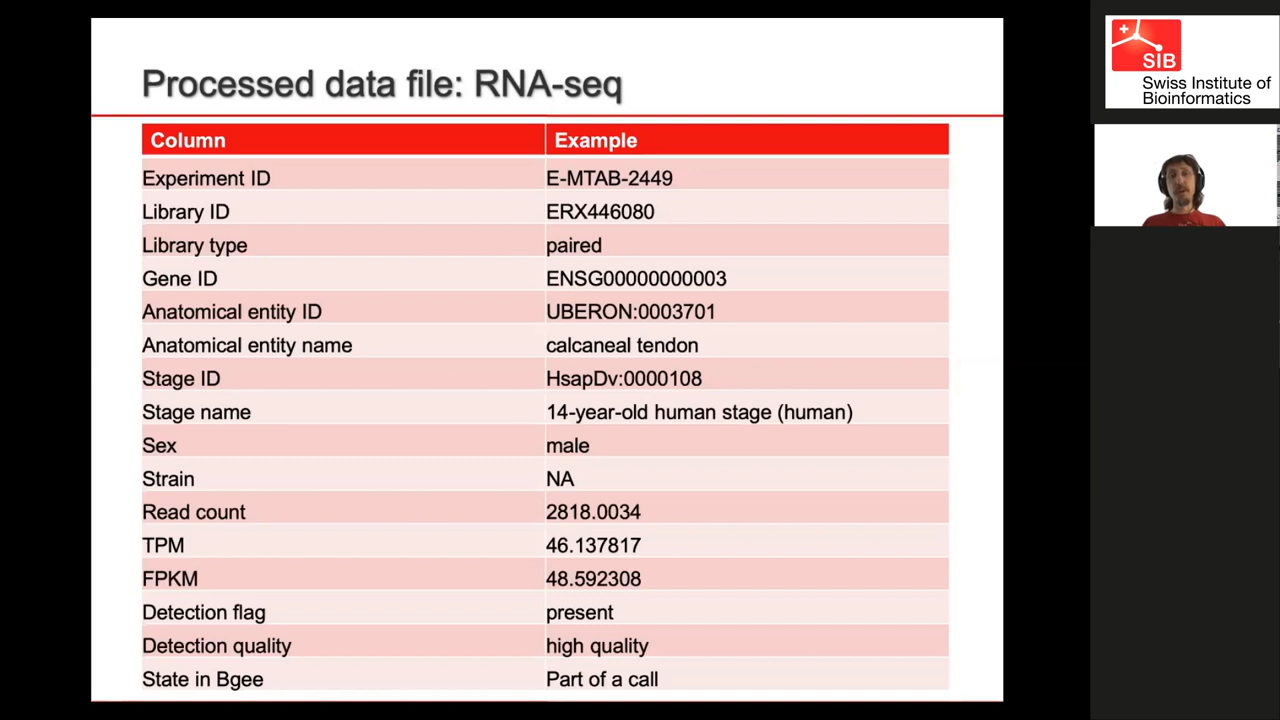 Processed data file: RNA-seq
Column Example
Experiment ID E-MTAB-2449
Library ID ERX446080
Library type paired
Gene ID ENSG00000000003
Anatomical entity ID UBERON:0003701
Anatomical entity name calcaneal tendon
Stage ID HsapDv:0000108
Stage name 14-year-old human stage (human)
Sex male
Strain NA
Read count 2818.0034
TPM 46.137817
FPKM 48.592308
Detection flag present
Detection quality high quality
State in Bgee Part of a call
SIB
Swiss Institute of
Bioinformatics